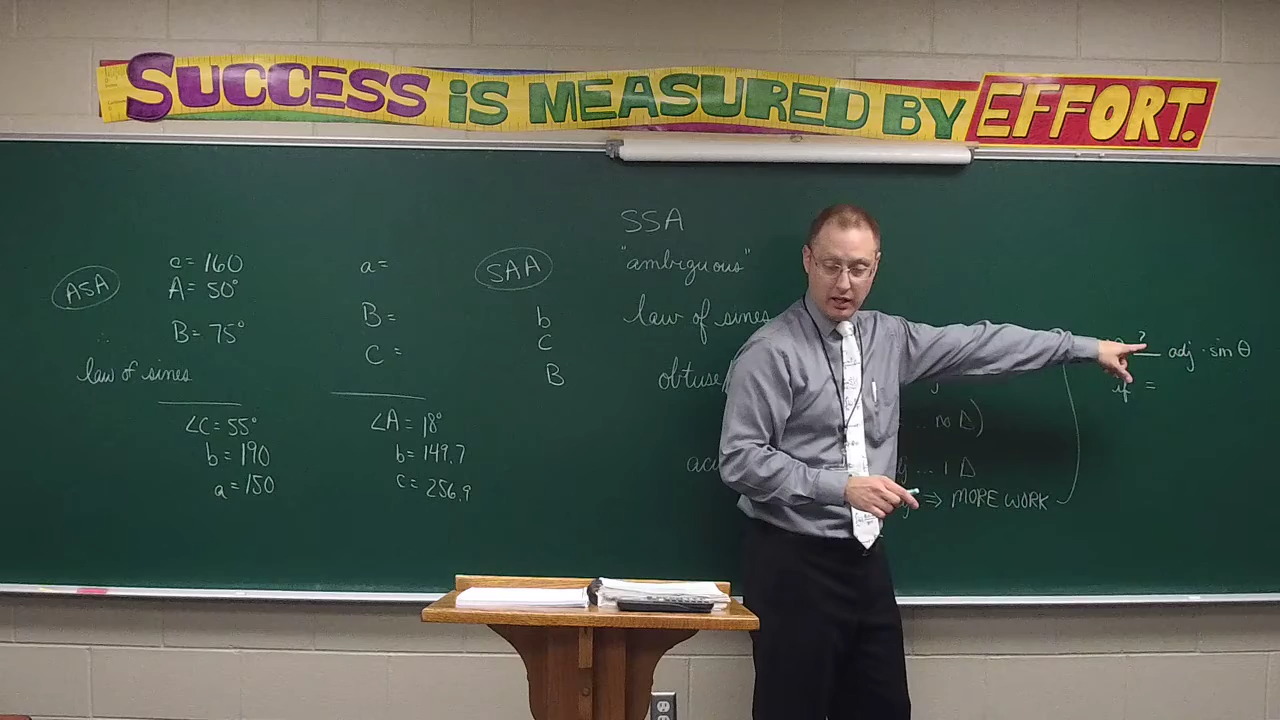 SUCCESS IS MEASURED BY EFFORT.
ASA
c = 160
A = 50°
B = 75°
law of sines
∠C = 55°
b = 190
a = 150
a =
B =
C =
∠A = 18°
b = 149.7
c = 256.9
SAA
b
C
B
SSA
"ambiguous"
law of sines
obtuse
... no Δ)
... 1 Δ
⇒ MORE WORK
? adj · sin θ
if =